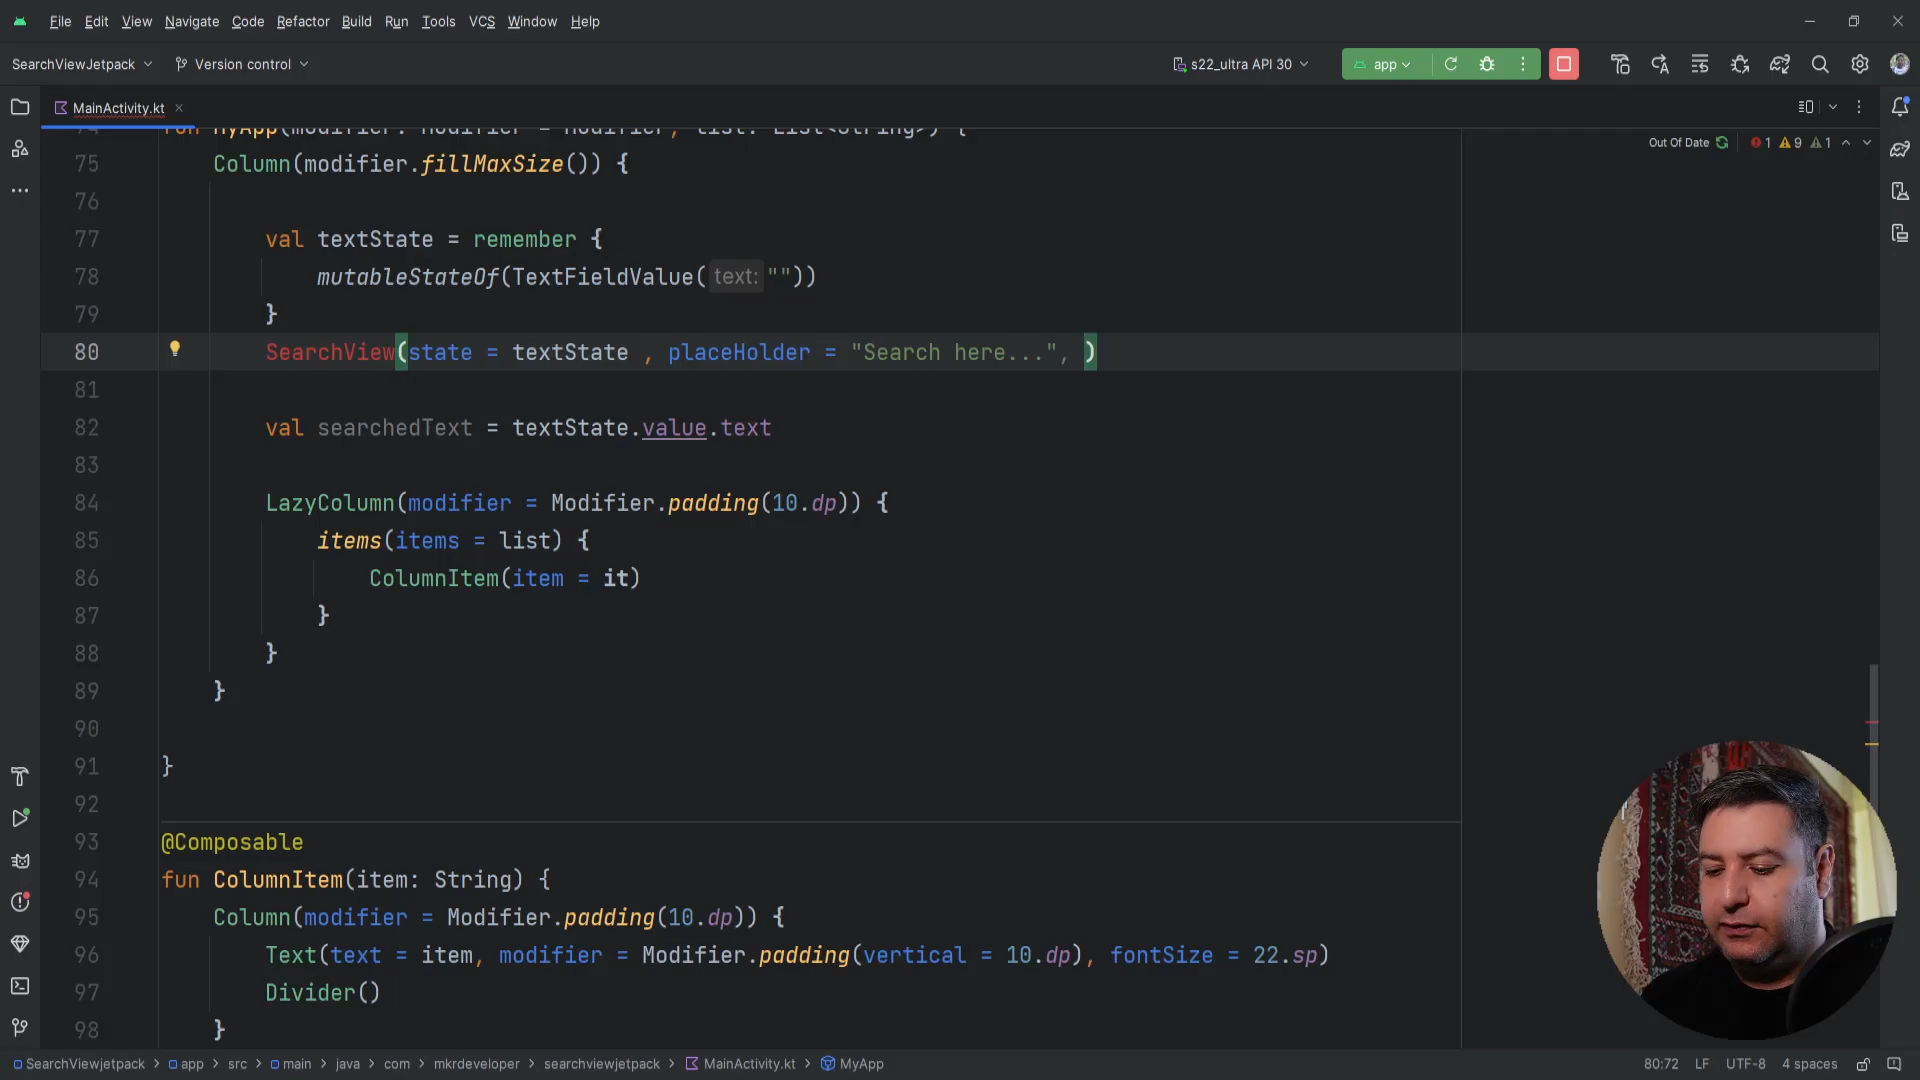 File Edit View Navigate Code Refactor Build Run Tools VCS Window Help
SearchViewJetpack Version control s22_ultra API 30 app
MainActivity.kt
74 fun MyApp(modifier: Modifier = Modifier, list: List<String>) {
Out Of Date 1 9 1
75 Column(modifier.fillMaxSize()) {
76
77 val textState = remember {
78 mutableStateOf(TextFieldValue( text: ""))
79 }
80 SearchView(state = textState , placeHolder = "Search here...", )
81
82 val searchedText = textState.value.text
83
84 LazyColumn(modifier = Modifier.padding(10.dp)) {
85 items(items = list) {
86 ColumnItem(item = it)
87 }
88 }
89 }
90
91 }
92
93 @Composable
94 fun ColumnItem(item: String) {
95 Column(modifier = Modifier.padding(10.dp)) {
96 Text(text = item, modifier = Modifier.padding(vertical = 10.dp), fontSize = 22.sp)
97 Divider()
98 }
SearchViewjetpack > app > src > main > java > com > mkrdeveloper > searchviewjetpack > MainActivity.kt > MyApp 80:72 LF UTF-8 4 spaces